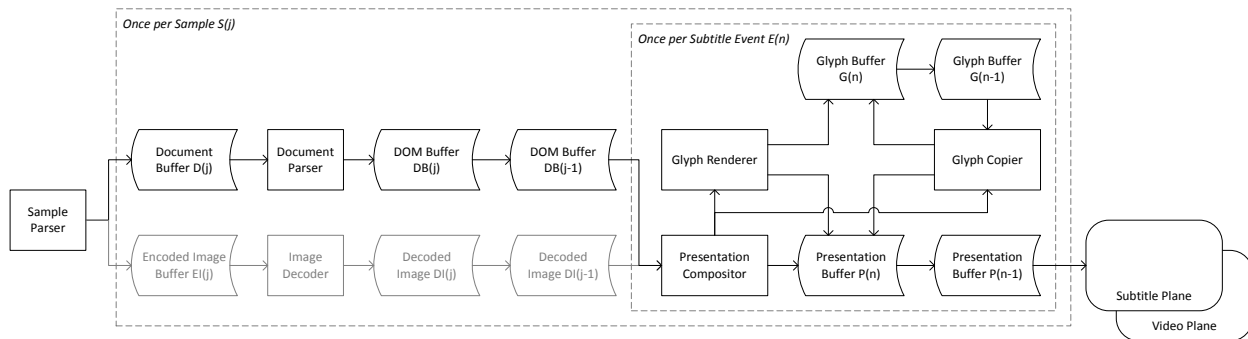 Once per Sample S(j)
Once per Subtitle Event E(n)
Glyph Buffer
G(n)
Glyph Buffer
G(n-1)
Document
Buffer D(j)
Document
Parser
DOM Buffer
DB(j)
DOM Buffer
DB(j-1)
Glyph Renderer
Glyph Copier
Sample
Parser
Encoded Image
Buffer EI(j)
Image
Decoder
Decoded
Image DI(j)
Decoded
Image DI(j-1)
Presentation
Compositor
Presentation
Buffer P(n)
Presentation
Buffer P(n-1)
Subtitle Plane
Video Plane